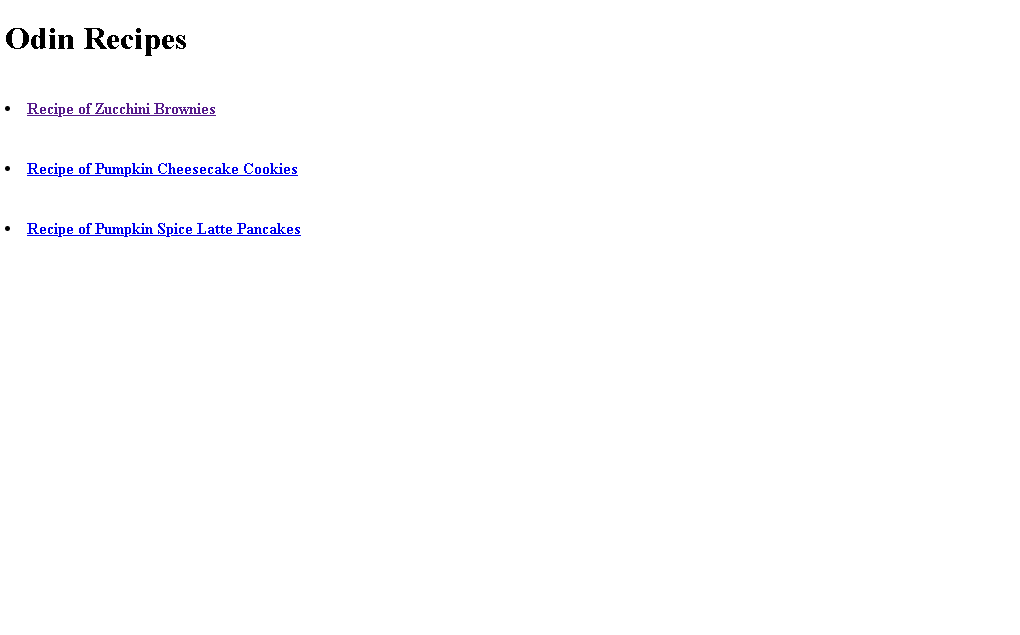 Odin Recipes
Recipe of Zucchini Brownies
Recipe of Pumpkin Cheesecake Cookies
Recipe of Pumpkin Spice Latte Pancakes